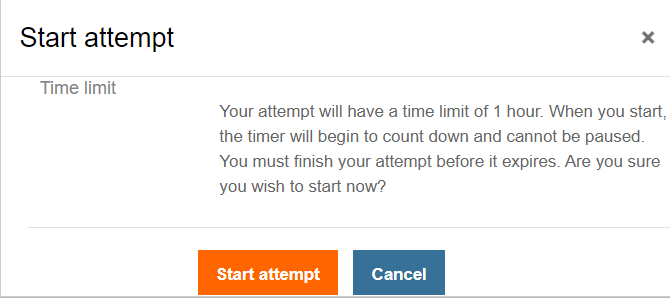 Start attempt
×
Time limit
Your attempt will have a time limit of 1 hour. When you start,
the timer will begin to count down and cannot be paused.
You must finish your attempt before it expires. Are you sure
you wish to start now?
Start attempt
Cancel